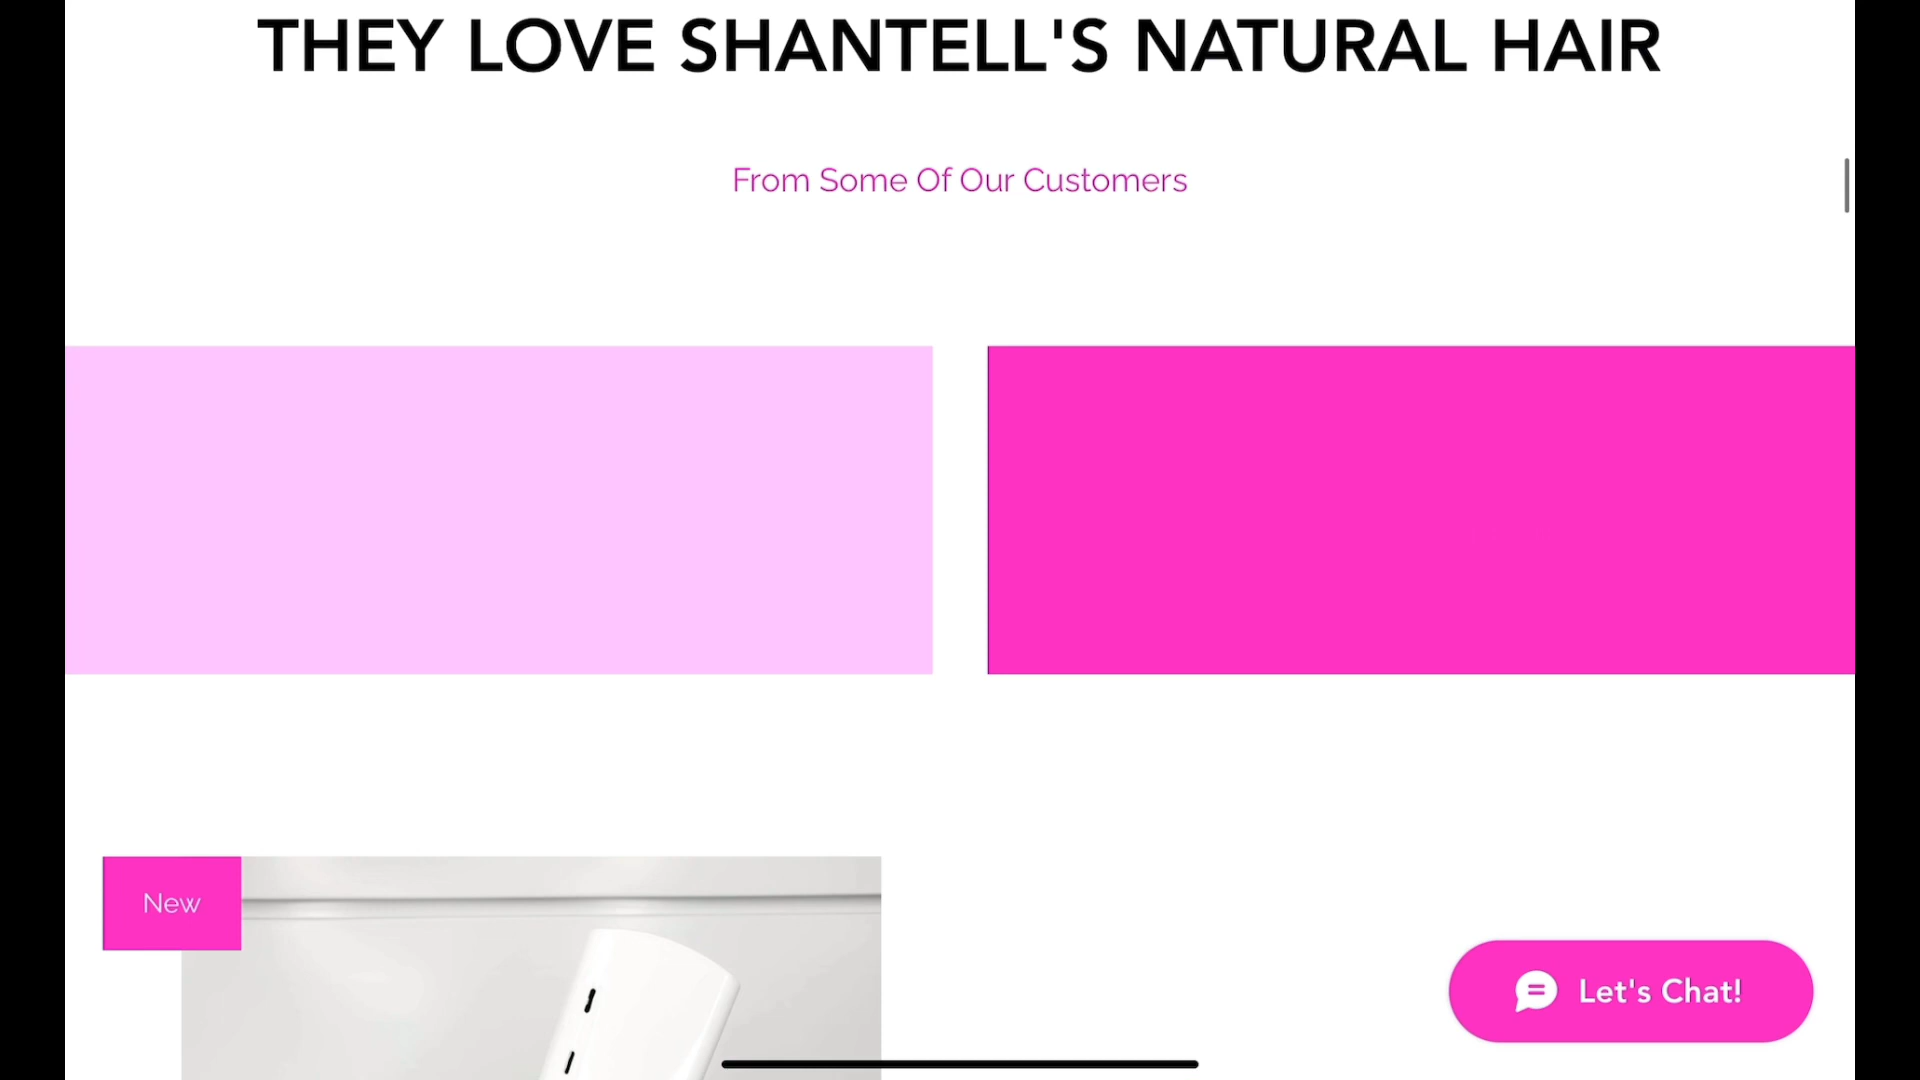 THEY LOVE SHANTELL'S NATURAL HAIR
From Some Of Our Customers
New
Let's Chat!